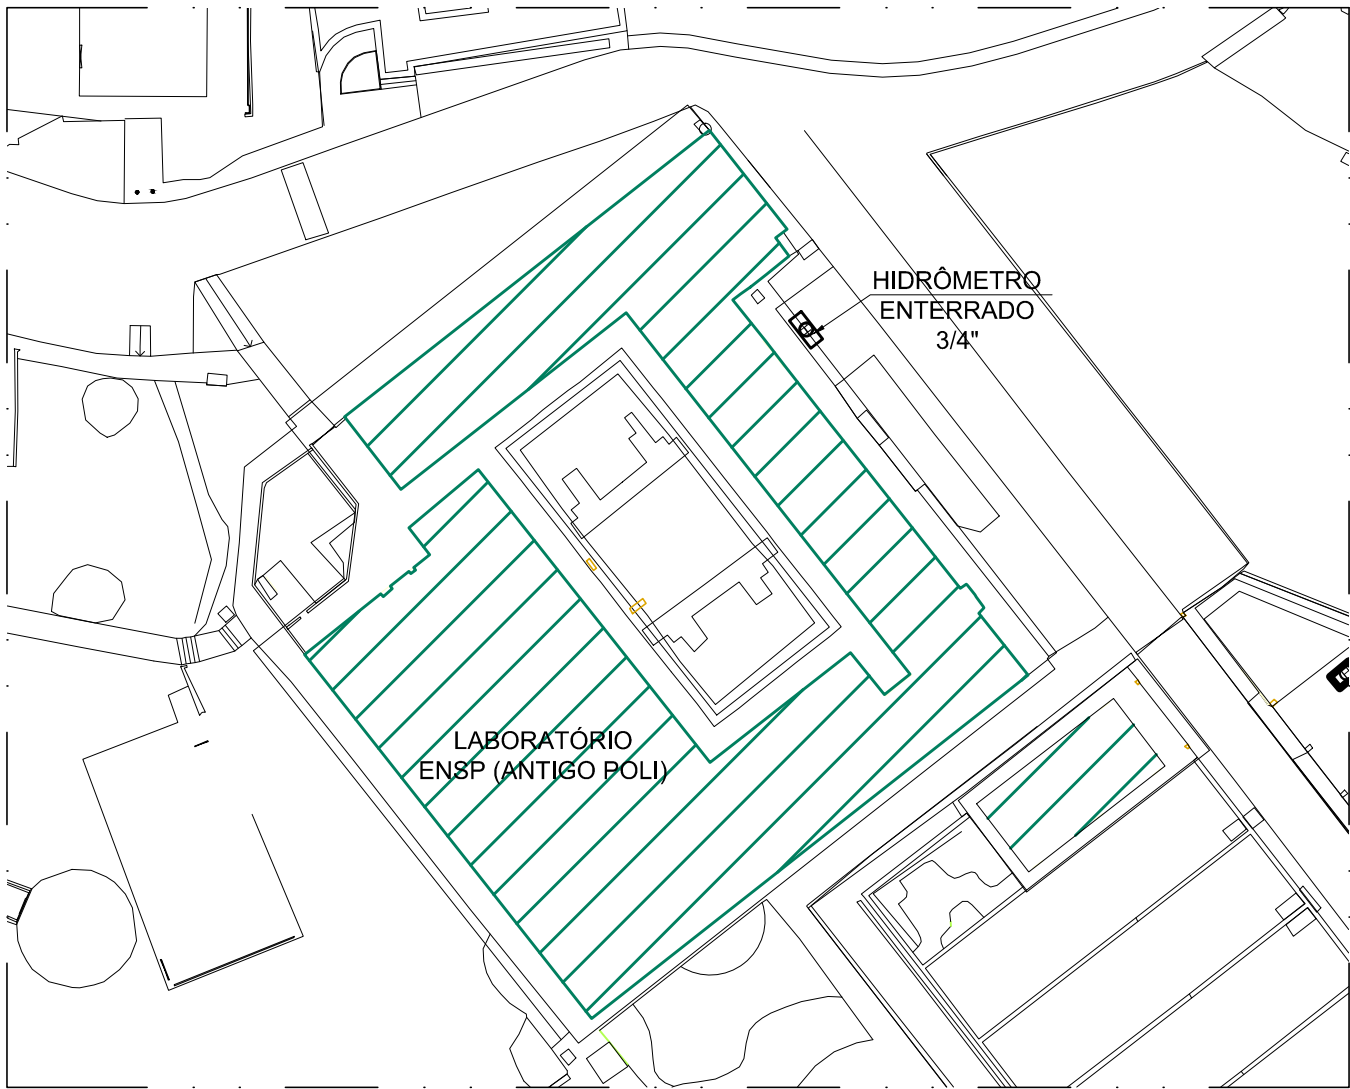 HIDRÔMETRO
ENTERRADO
3/4"
LABORATÓRIO
ENSP (ANTIGO POLI)